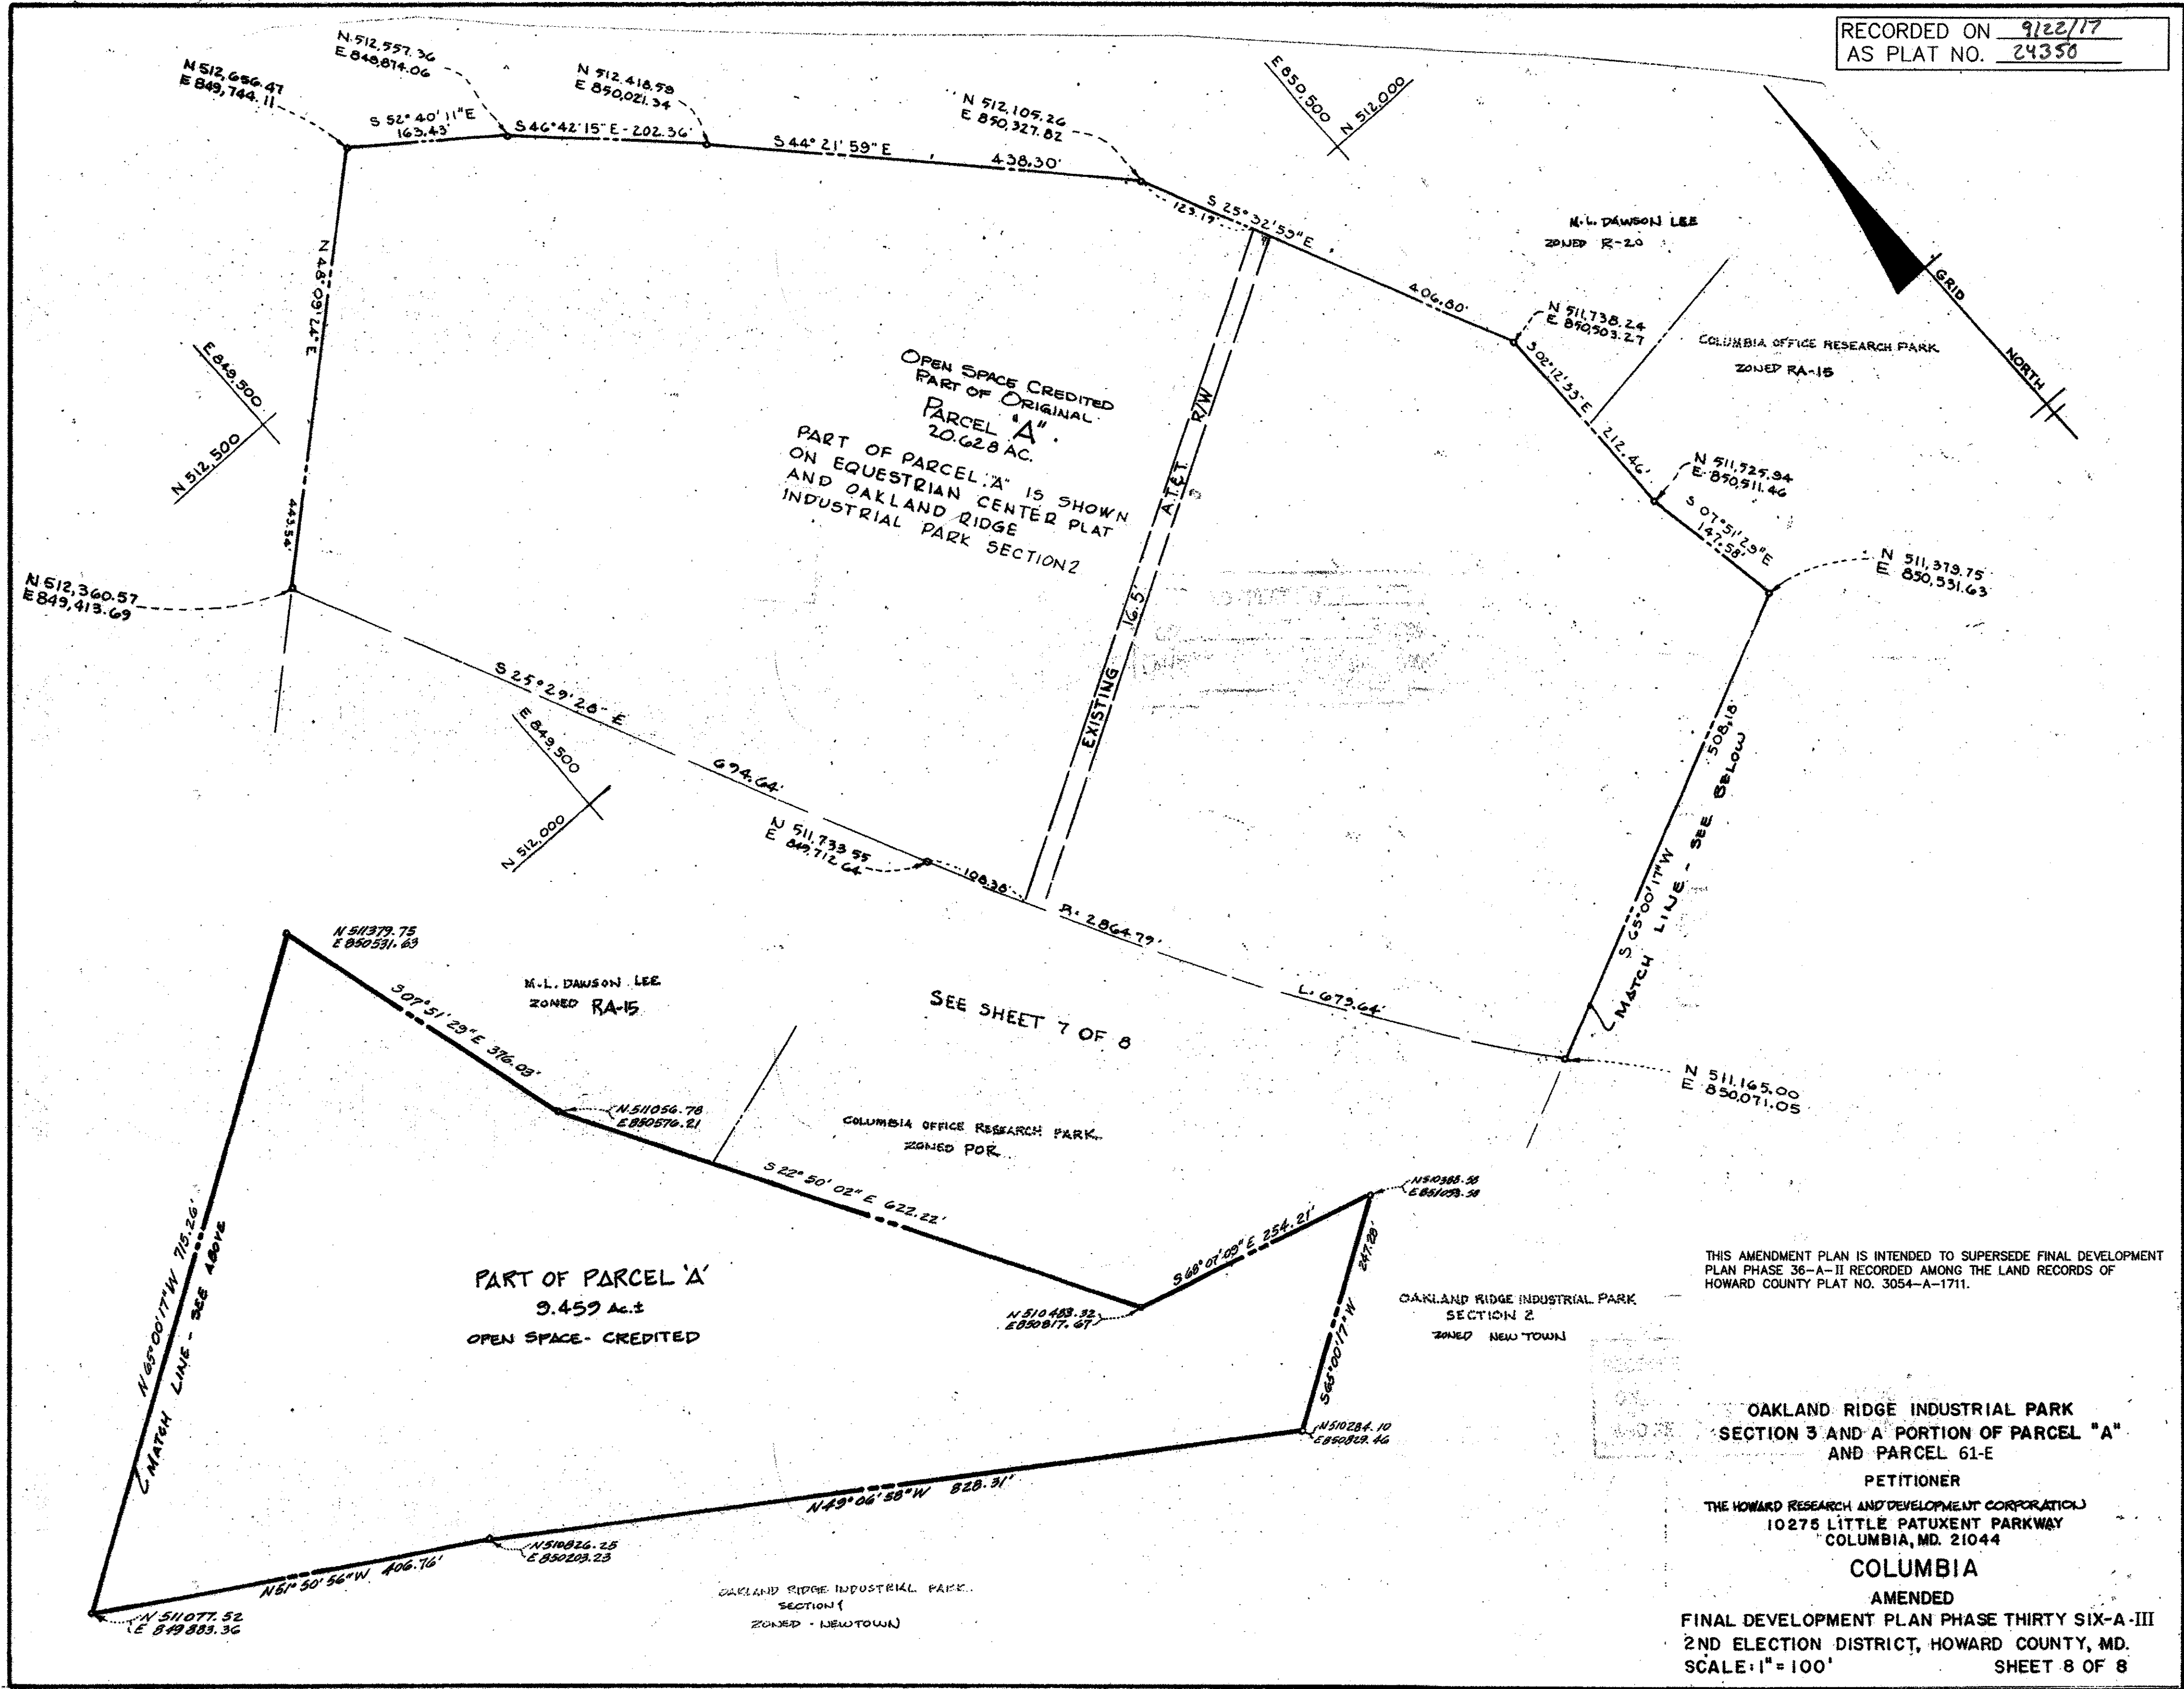 RECORDED ON 9/22/17
AS PLAT NO. 24350
N 512,656.47
E 849,744.11
N 512,557.36
E 849,874.06
N 512,418.58
E 850,021.34
N 512,105.26
E 850,327.82
E 850,500
N 512,000
S 52° 40' 11" E
163.43'
S 46° 42' 15" E - 202.36'
S 44° 21' 59" E
438.30'
123.19'
S 25° 32' 59" E
406.80'
M.L. DAWSON LEE
ZONED R-20
GRID
NORTH
N 511,738.24
E 850,503.27
COLUMBIA OFFICE RESEARCH PARK
ZONED RA-15
S 02° 12' 33" E
212.46'
N 511,525.94
E 850,511.46
S 07° 51' 29" E
147.58'
N 511,379.75
E 850,531.63
N 48° 09' 24" E
443.54'
E 849,500
N 512,500
N 512,360.57
E 849,413.69
OPEN SPACE CREDITED
PART OF ORIGINAL
PARCEL "A"
20.628 AC.
PART OF PARCEL "A" IS SHOWN
ON EQUESTRIAN CENTER PLAT
AND OAKLAND RIDGE
INDUSTRIAL PARK SECTION 2
EXISTING 16.5' A.T.&T. R/W
S 25° 29' 28" E
694.64'
E 849,500
N 512,000
N 511,733.55
E 849,712.64
108.38'
R= 2864.79'
L= 679.64'
S 65° 00' 17" W
508.18'
MATCH LINE - SEE BELOW
N 511,165.00
E 850,071.05
SEE SHEET 7 OF 8
N 511379.75
E 850531.63
M.L. DAWSON LEE
ZONED RA-15
S 07° 51' 29" E 376.03'
N 511056.78
E 850576.21
COLUMBIA OFFICE RESEARCH PARK
ZONED POR
S 22° 50' 02" E 622.22'
N 65° 00' 17" W 715.26'
MATCH LINE - SEE ABOVE
PART OF PARCEL 'A'
9.459 Ac.±
OPEN SPACE - CREDITED
N 510483.32
E 850817.67
S 68° 07' 09" E 254.21'
N 510388.58
E 851053.58
S 65° 00' 17" W
247.28'
OAKLAND RIDGE INDUSTRIAL PARK
SECTION 2
ZONED NEW TOWN
N 510284.10
E 850829.46
N 49° 06' 58" W 828.31'
N 510826.25
E 850203.23
N 51° 50' 56" W 406.76'
N 511077.52
E 849883.36
OAKLAND RIDGE INDUSTRIAL PARK
SECTION 1
ZONED - NEWTOWN
THIS AMENDMENT PLAN IS INTENDED TO SUPERSEDE FINAL DEVELOPMENT
PLAN PHASE 36-A-II RECORDED AMONG THE LAND RECORDS OF
HOWARD COUNTY PLAT NO. 3054-A-1711.
OAKLAND RIDGE INDUSTRIAL PARK
SECTION 3 AND A PORTION OF PARCEL "A"
AND PARCEL 61-E
PETITIONER
THE HOWARD RESEARCH AND DEVELOPMENT CORPORATION
10275 LITTLE PATUXENT PARKWAY
COLUMBIA, MD. 21044
COLUMBIA
AMENDED
FINAL DEVELOPMENT PLAN PHASE THIRTY SIX-A-III
2ND ELECTION DISTRICT, HOWARD COUNTY, MD.
SCALE: 1" = 100' SHEET 8 OF 8